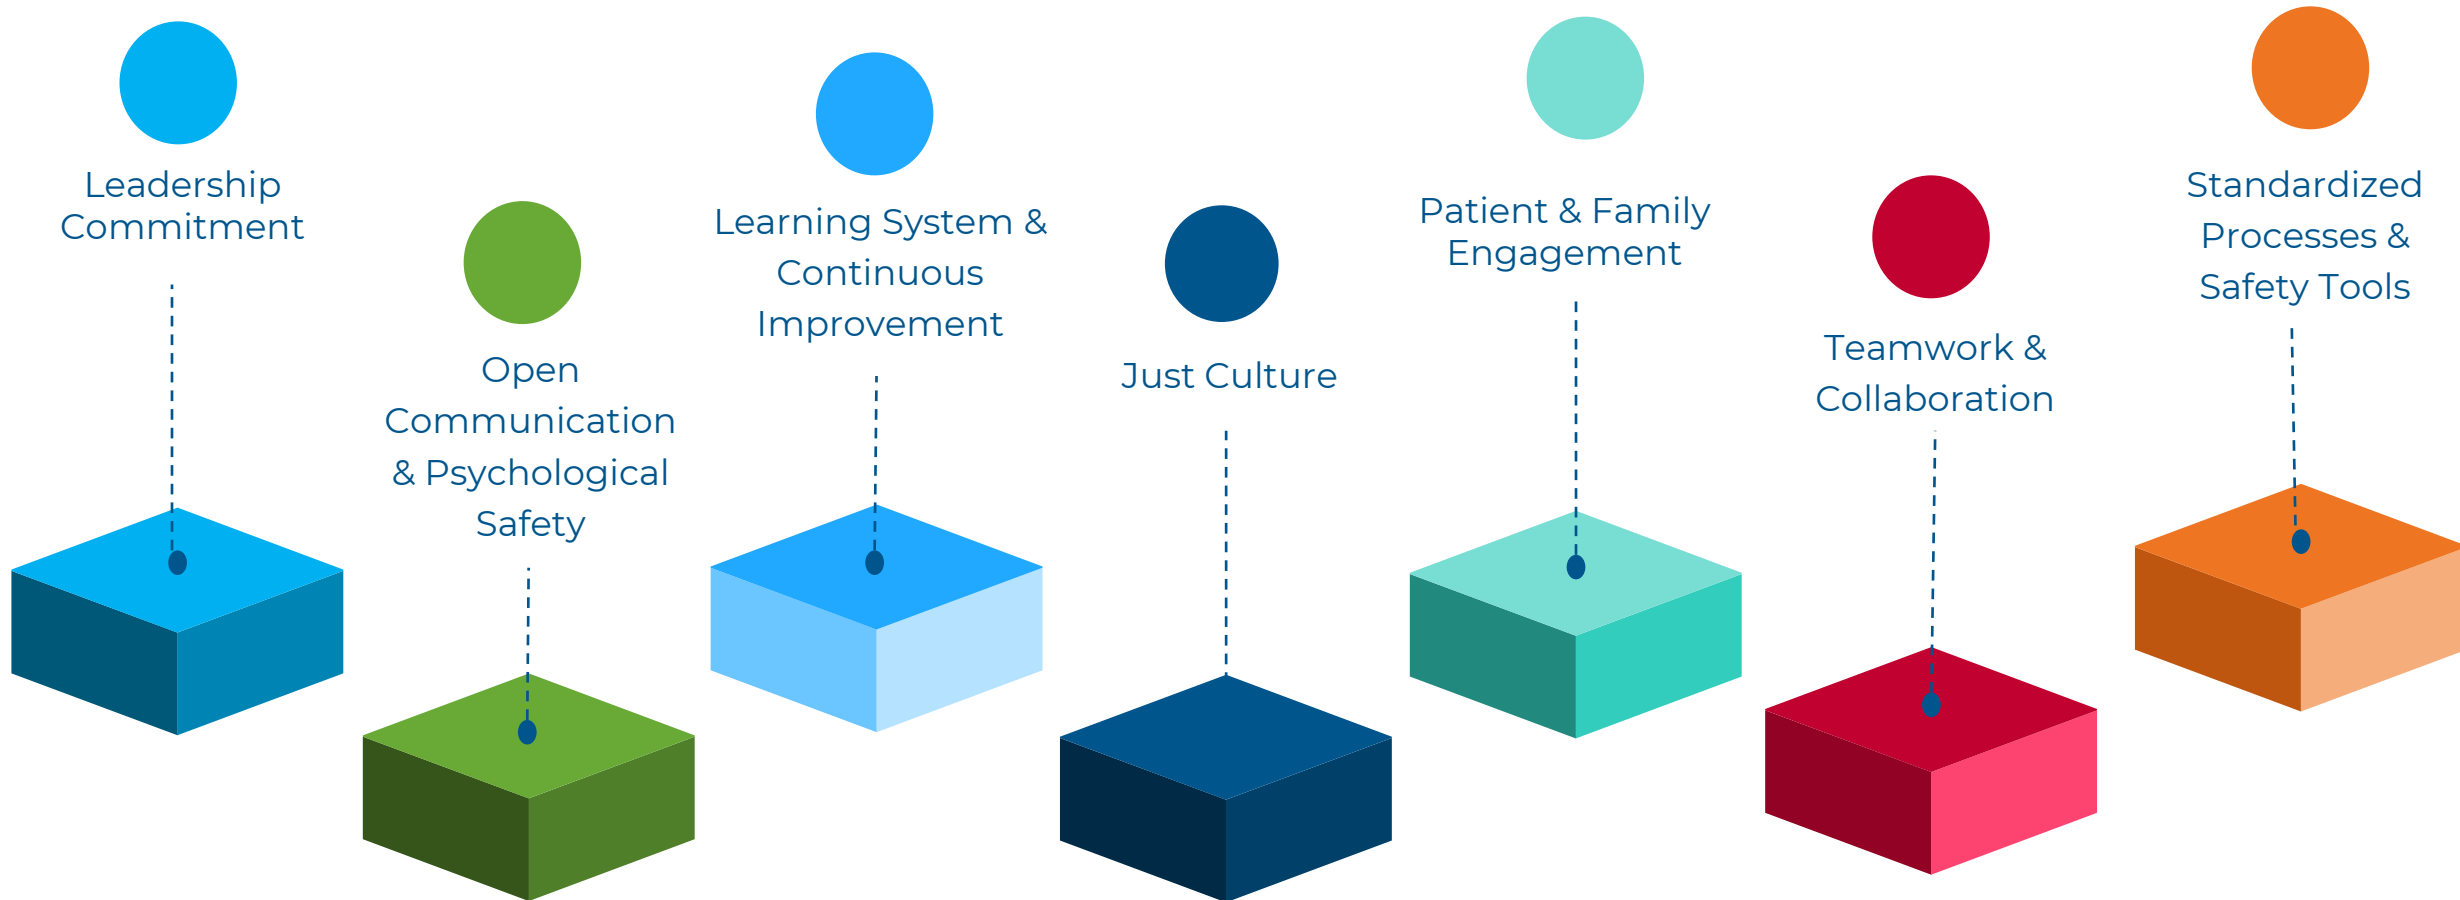 Leadership
Commitment
Open
Communication
& Psychological
Safety
Learning System &
Continuous
Improvement
Just Culture
Patient & Family
Engagement
Teamwork &
Collaboration
Standardized
Processes &
Safety Tools